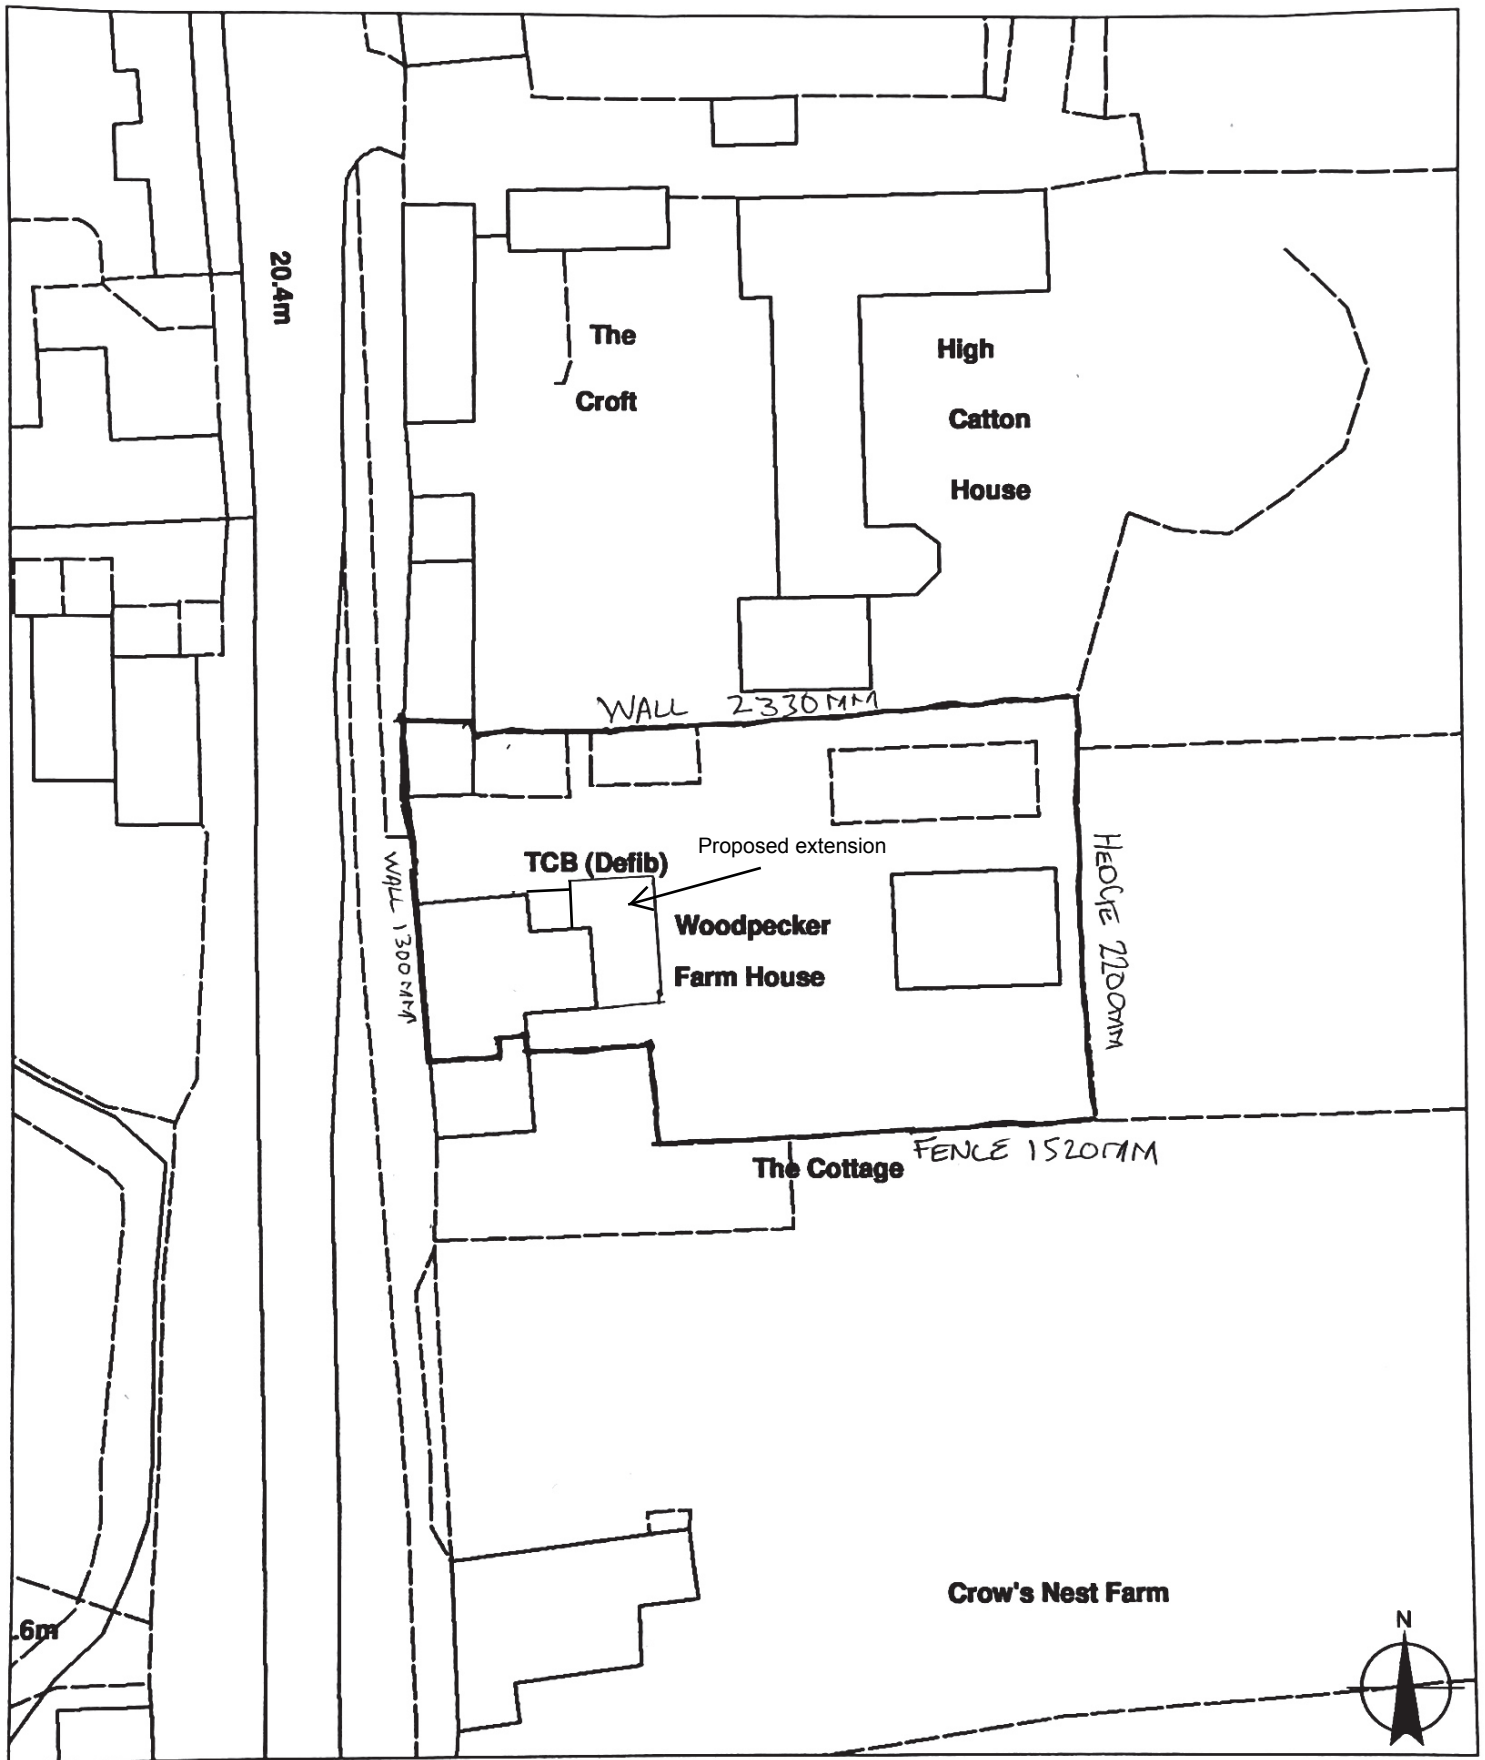 20.4m
The
Croft
High
Catton
House
WALL 2330MM
Proposed extension
TCB (Defib)
WALL 1300MM
Woodpecker
Farm House
HEDGE 2200MM
FENCE 1520MM
The Cottage
Crow's Nest Farm
N
.6m